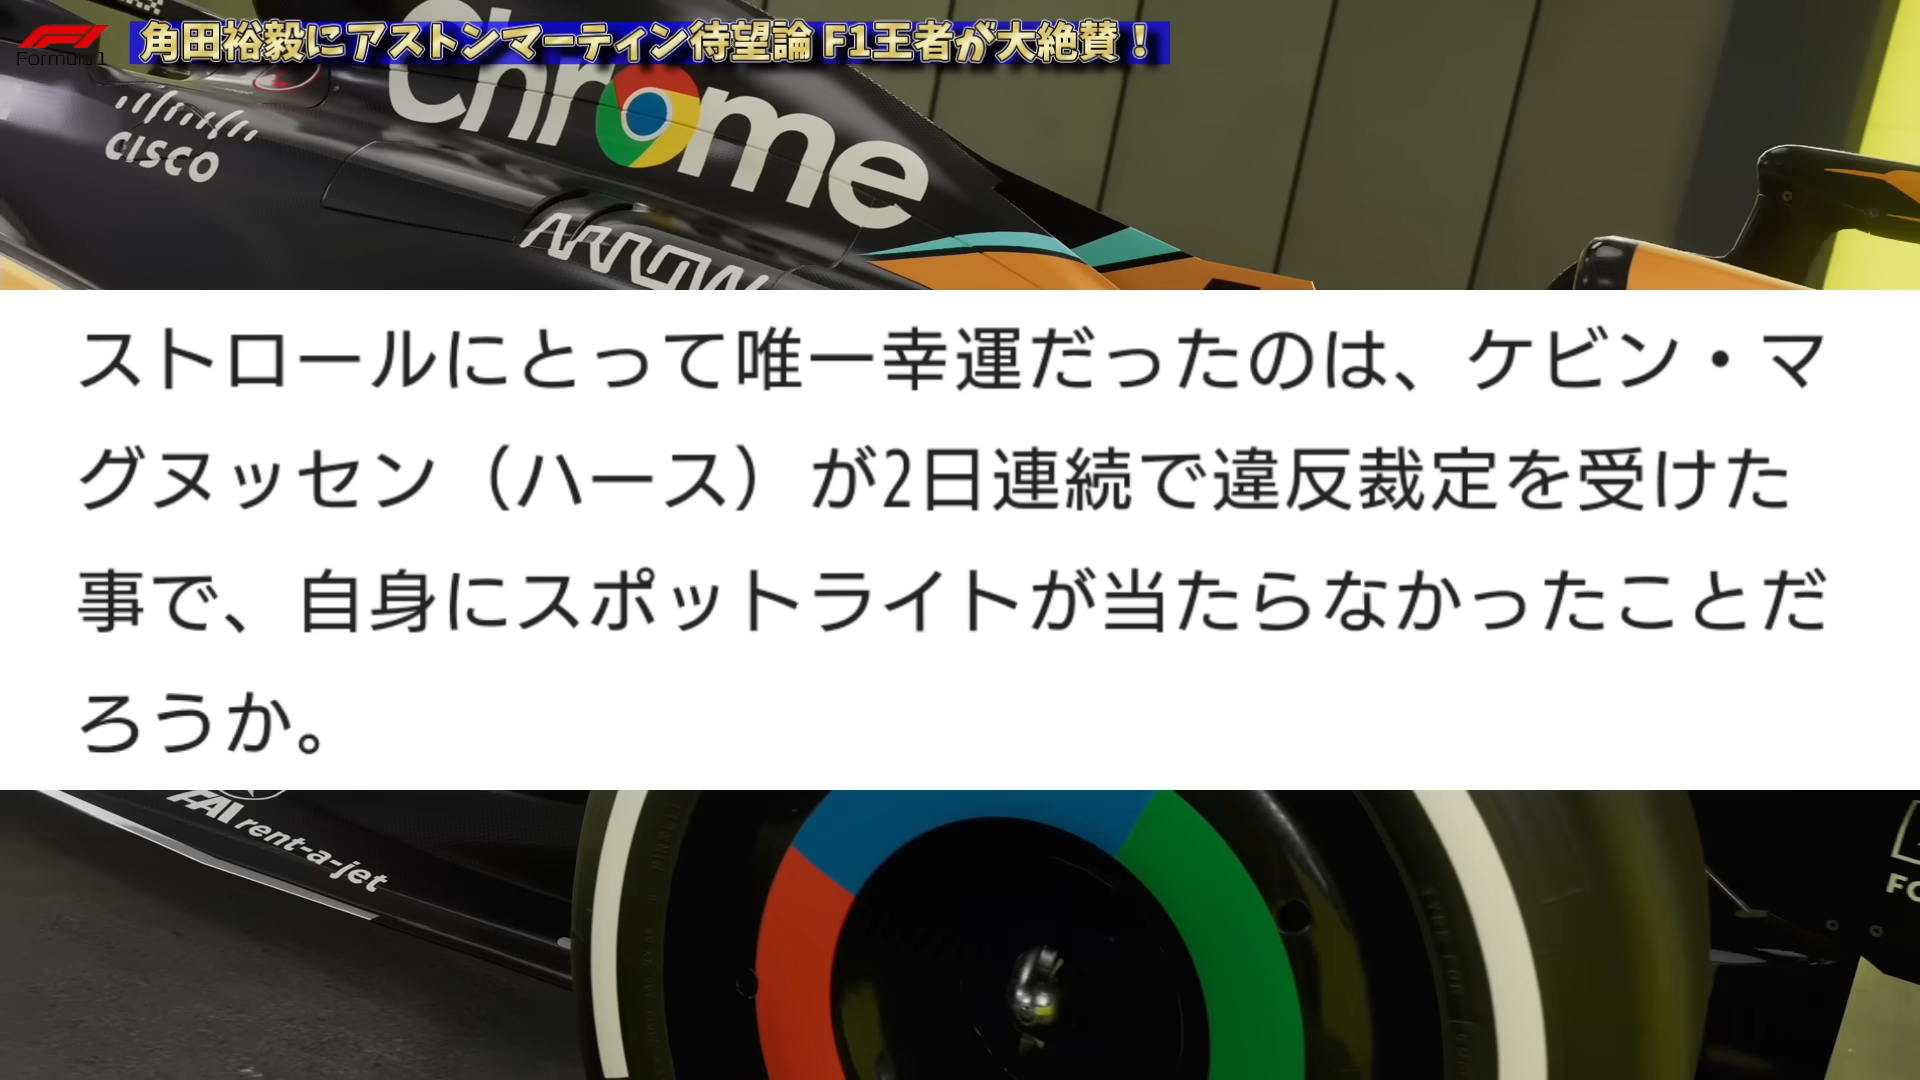 Formula 1
角田裕毅にアストンマーティン待望論 F1王者が大絶賛！
Chrome
CISCO
ARROW
ストロールにとって唯一幸運だったのは、ケビン・マ
グヌッセン（ハース）が2日連続で違反裁定を受けた
事で、自身にスポットライトが当たらなかったことだ
ろうか。
FAI rent-a-jet